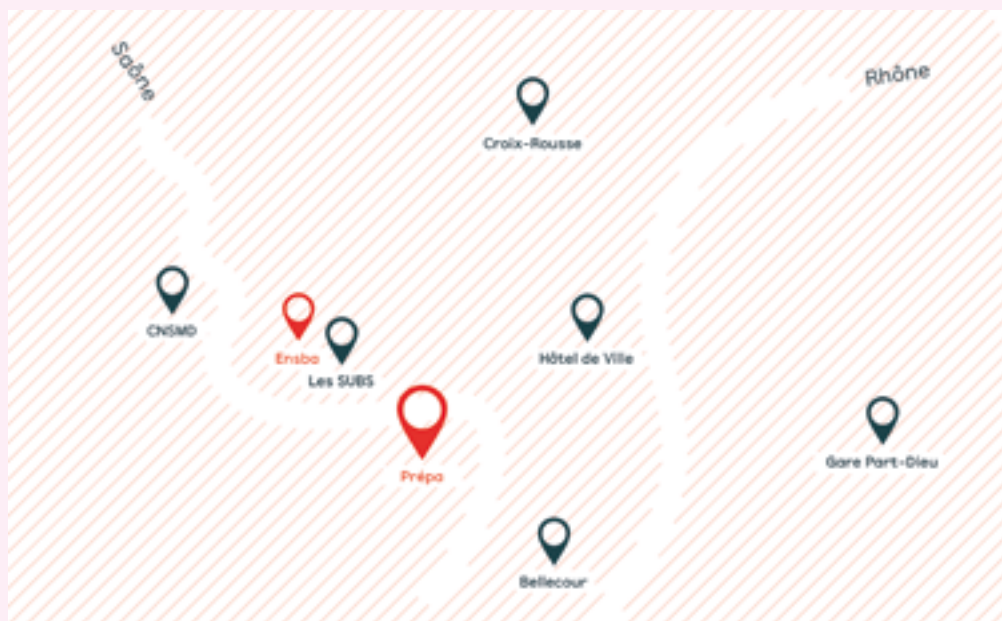 Saône
Rhône
Croix-Rousse
CNSMD
Ensba
Les SUBS
Hôtel de Ville
Prépa
Gare Part-Dieu
Bellecour